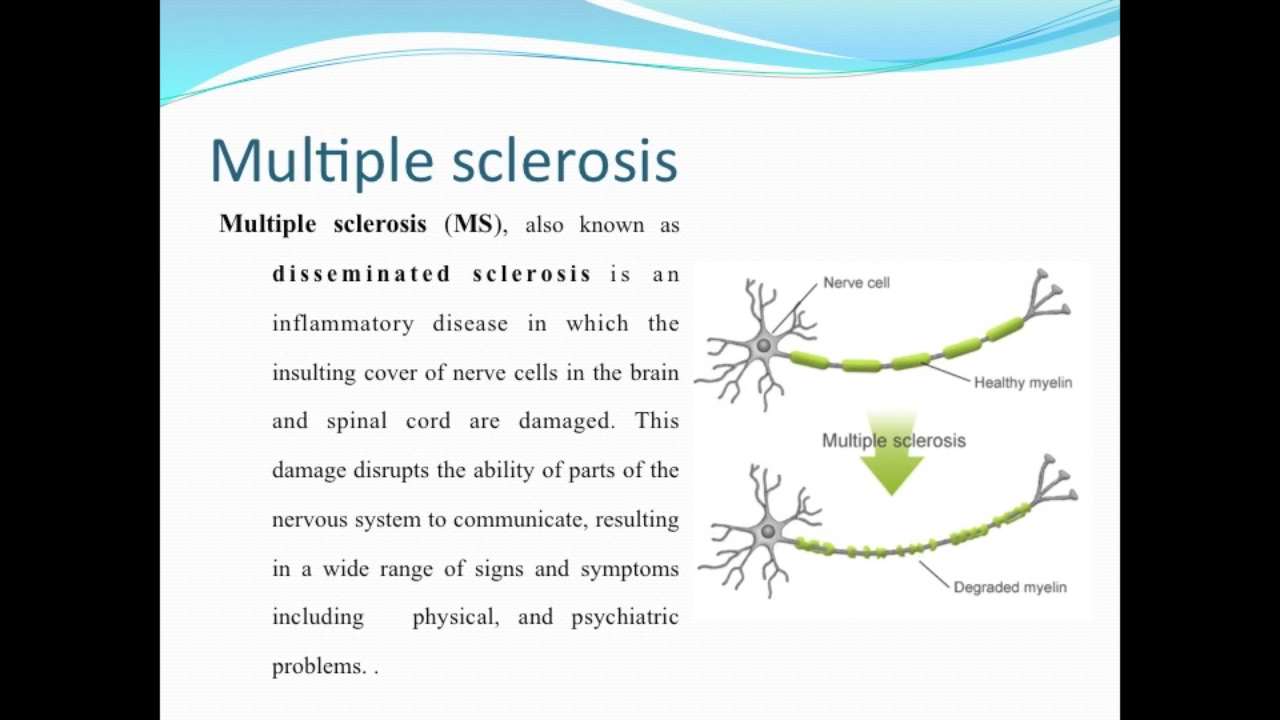 Multiple sclerosis
Multiple sclerosis (MS), also known as
disseminated sclerosis is an
inflammatory disease in which the
insulting cover of nerve cells in the brain
and spinal cord are damaged. This
damage disrupts the ability of parts of the
nervous system to communicate, resulting
in a wide range of signs and symptoms
including physical, and psychiatric
problems. .
Nerve cell
Healthy myelin
Multiple sclerosis
Degraded myelin